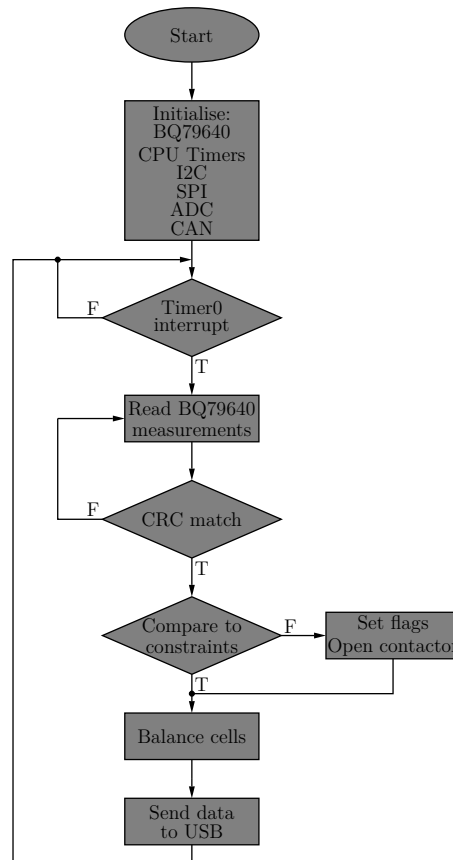 Start
Initialise:
BQ79640
CPU Timers
I2C
SPI
ADC
CAN
Timer0
interrupt
F
T
Read BQ79640
measurements
CRC match
F
T
Compare to
constraints
F
T
Set flags
Open contactor
Balance cells
Send data
to USB